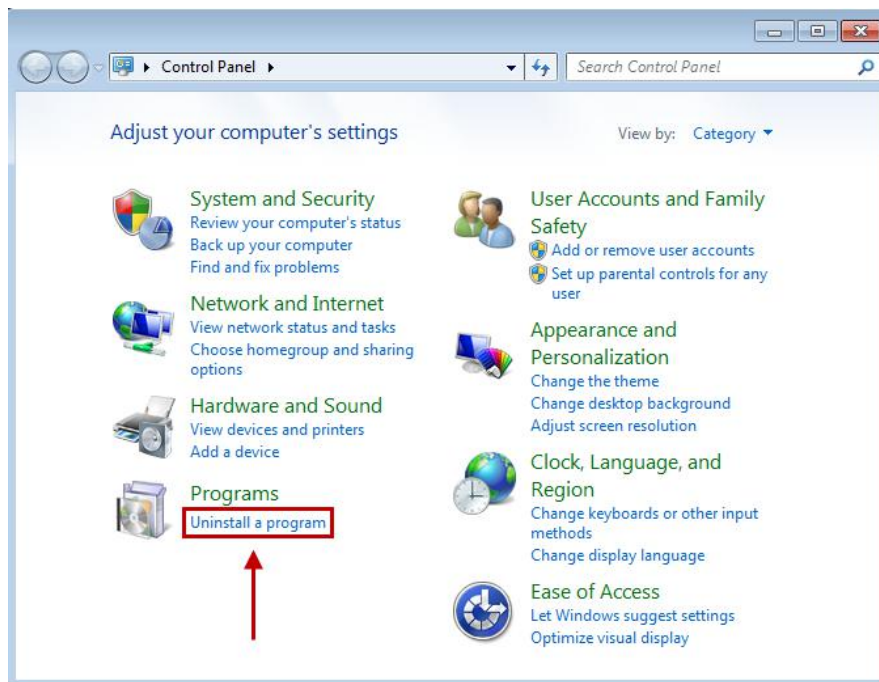 Control Panel
Search Control Panel
Adjust your computer's settings
View by: Category
System and Security
Review your computer's status
Back up your computer
Find and fix problems
Network and Internet
View network status and tasks
Choose homegroup and sharing
options
Hardware and Sound
View devices and printers
Add a device
Programs
Uninstall a program
User Accounts and Family
Safety
Add or remove user accounts
Set up parental controls for any
user
Appearance and
Personalization
Change the theme
Change desktop background
Adjust screen resolution
Clock, Language, and
Region
Change keyboards or other input
methods
Change display language
Ease of Access
Let Windows suggest settings
Optimize visual display